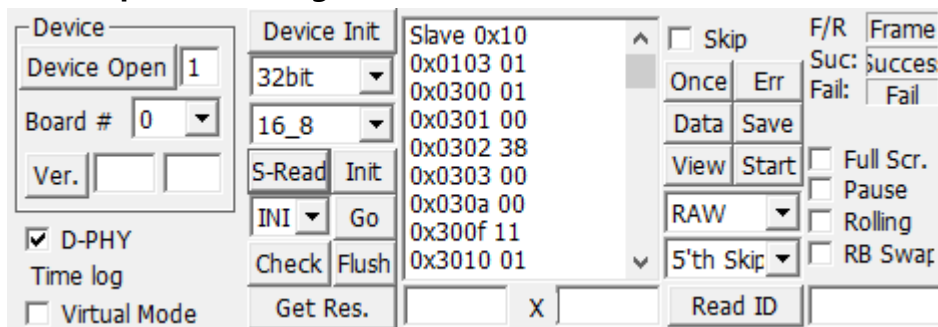 Device
Device Open 1
Board # 0
Ver.
D-PHY
Time log
Virtual Mode
Device Init
32bit
16_8
S-Read Init
INI Go
Check Flush
Get Res.
Slave 0x10
0x0103 01
0x0300 01
0x0301 00
0x0302 38
0x0303 00
0x030a 00
0x300f 11
0x3010 01
X
Skip
Once Err
Data Save
View Start
RAW
5'th Skip
Read ID
F/R Frame
Suc: Succes
Fail: Fail
Full Scr.
Pause
Rolling
RB Swap